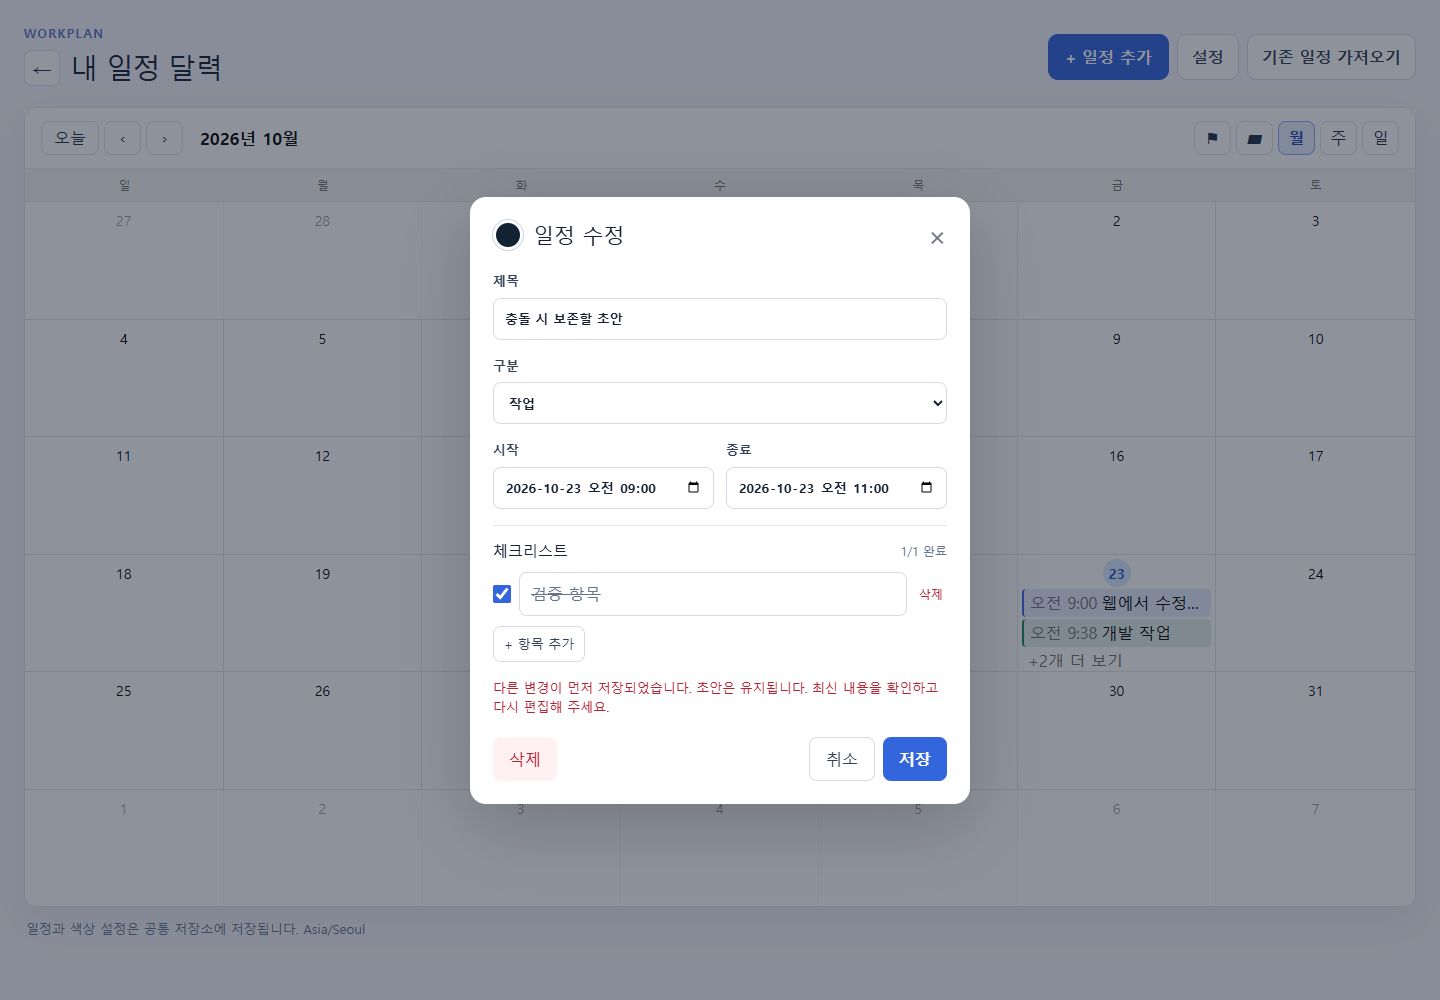 WORKPLAN
← 내 일정 달력
+ 일정 추가 설정 기존 일정 가져오기
오늘 ‹ › 2026년 10월 월 주 일
일 월 화 수 목 금 토
27 28 2 3
일정 수정 ×
제목
충돌 시 보존할 초안
4 5 9 10
구분
작업
11 12 16 17
시작 종료
2026-10-23 오전 09:00 2026-10-23 오전 11:00
체크리스트 1/1 완료
18 19 23 24
검증 항목 삭제
오전 9:00 웹에서 수정...
오전 9:38 개발 작업
+ 항목 추가
+2개 더 보기
25 26 30 31
다른 변경이 먼저 저장되었습니다. 초안은 유지됩니다. 최신 내용을 확인하고
다시 편집해 주세요.
삭제 취소 저장
1 2 3 4 5 6 7
일정과 색상 설정은 공통 저장소에 저장됩니다. Asia/Seoul